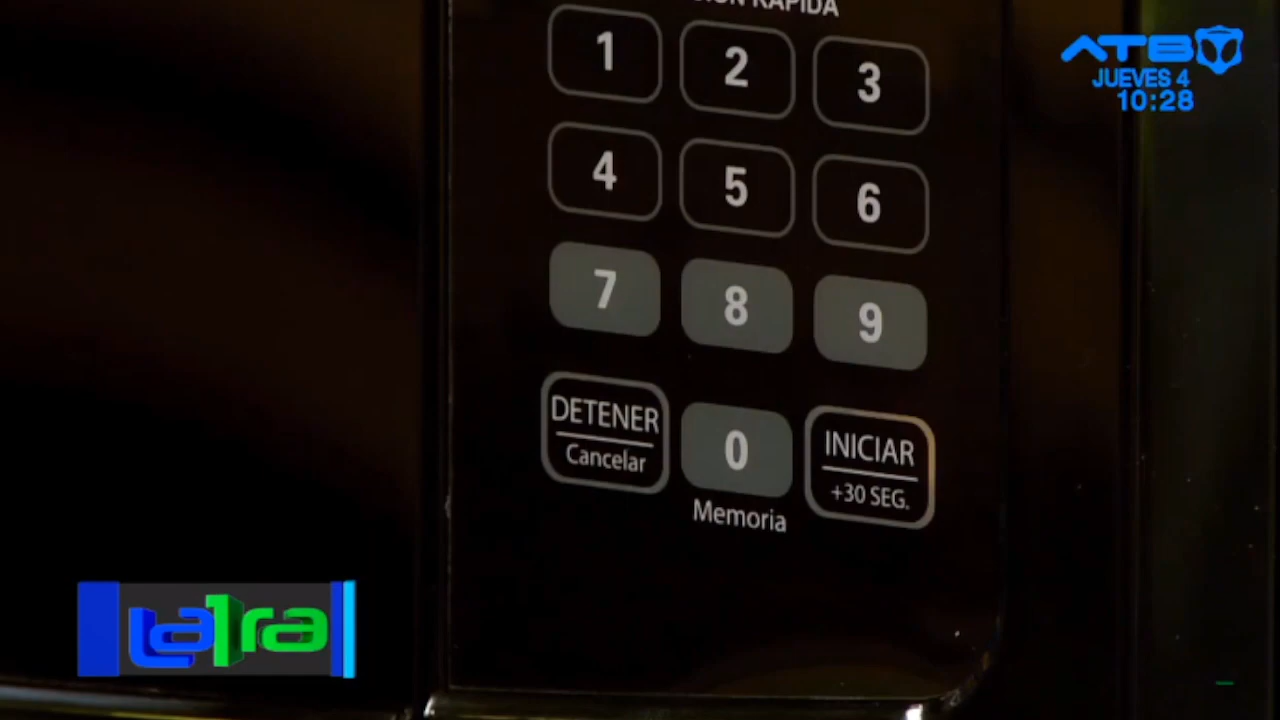 RÁPIDA
1 2 3
4 5 6
7 8 9
DETENER
Cancelar
0
Memoria
INICIAR
+30 SEG.
ATB
JUEVES 4
10:28
La1ra